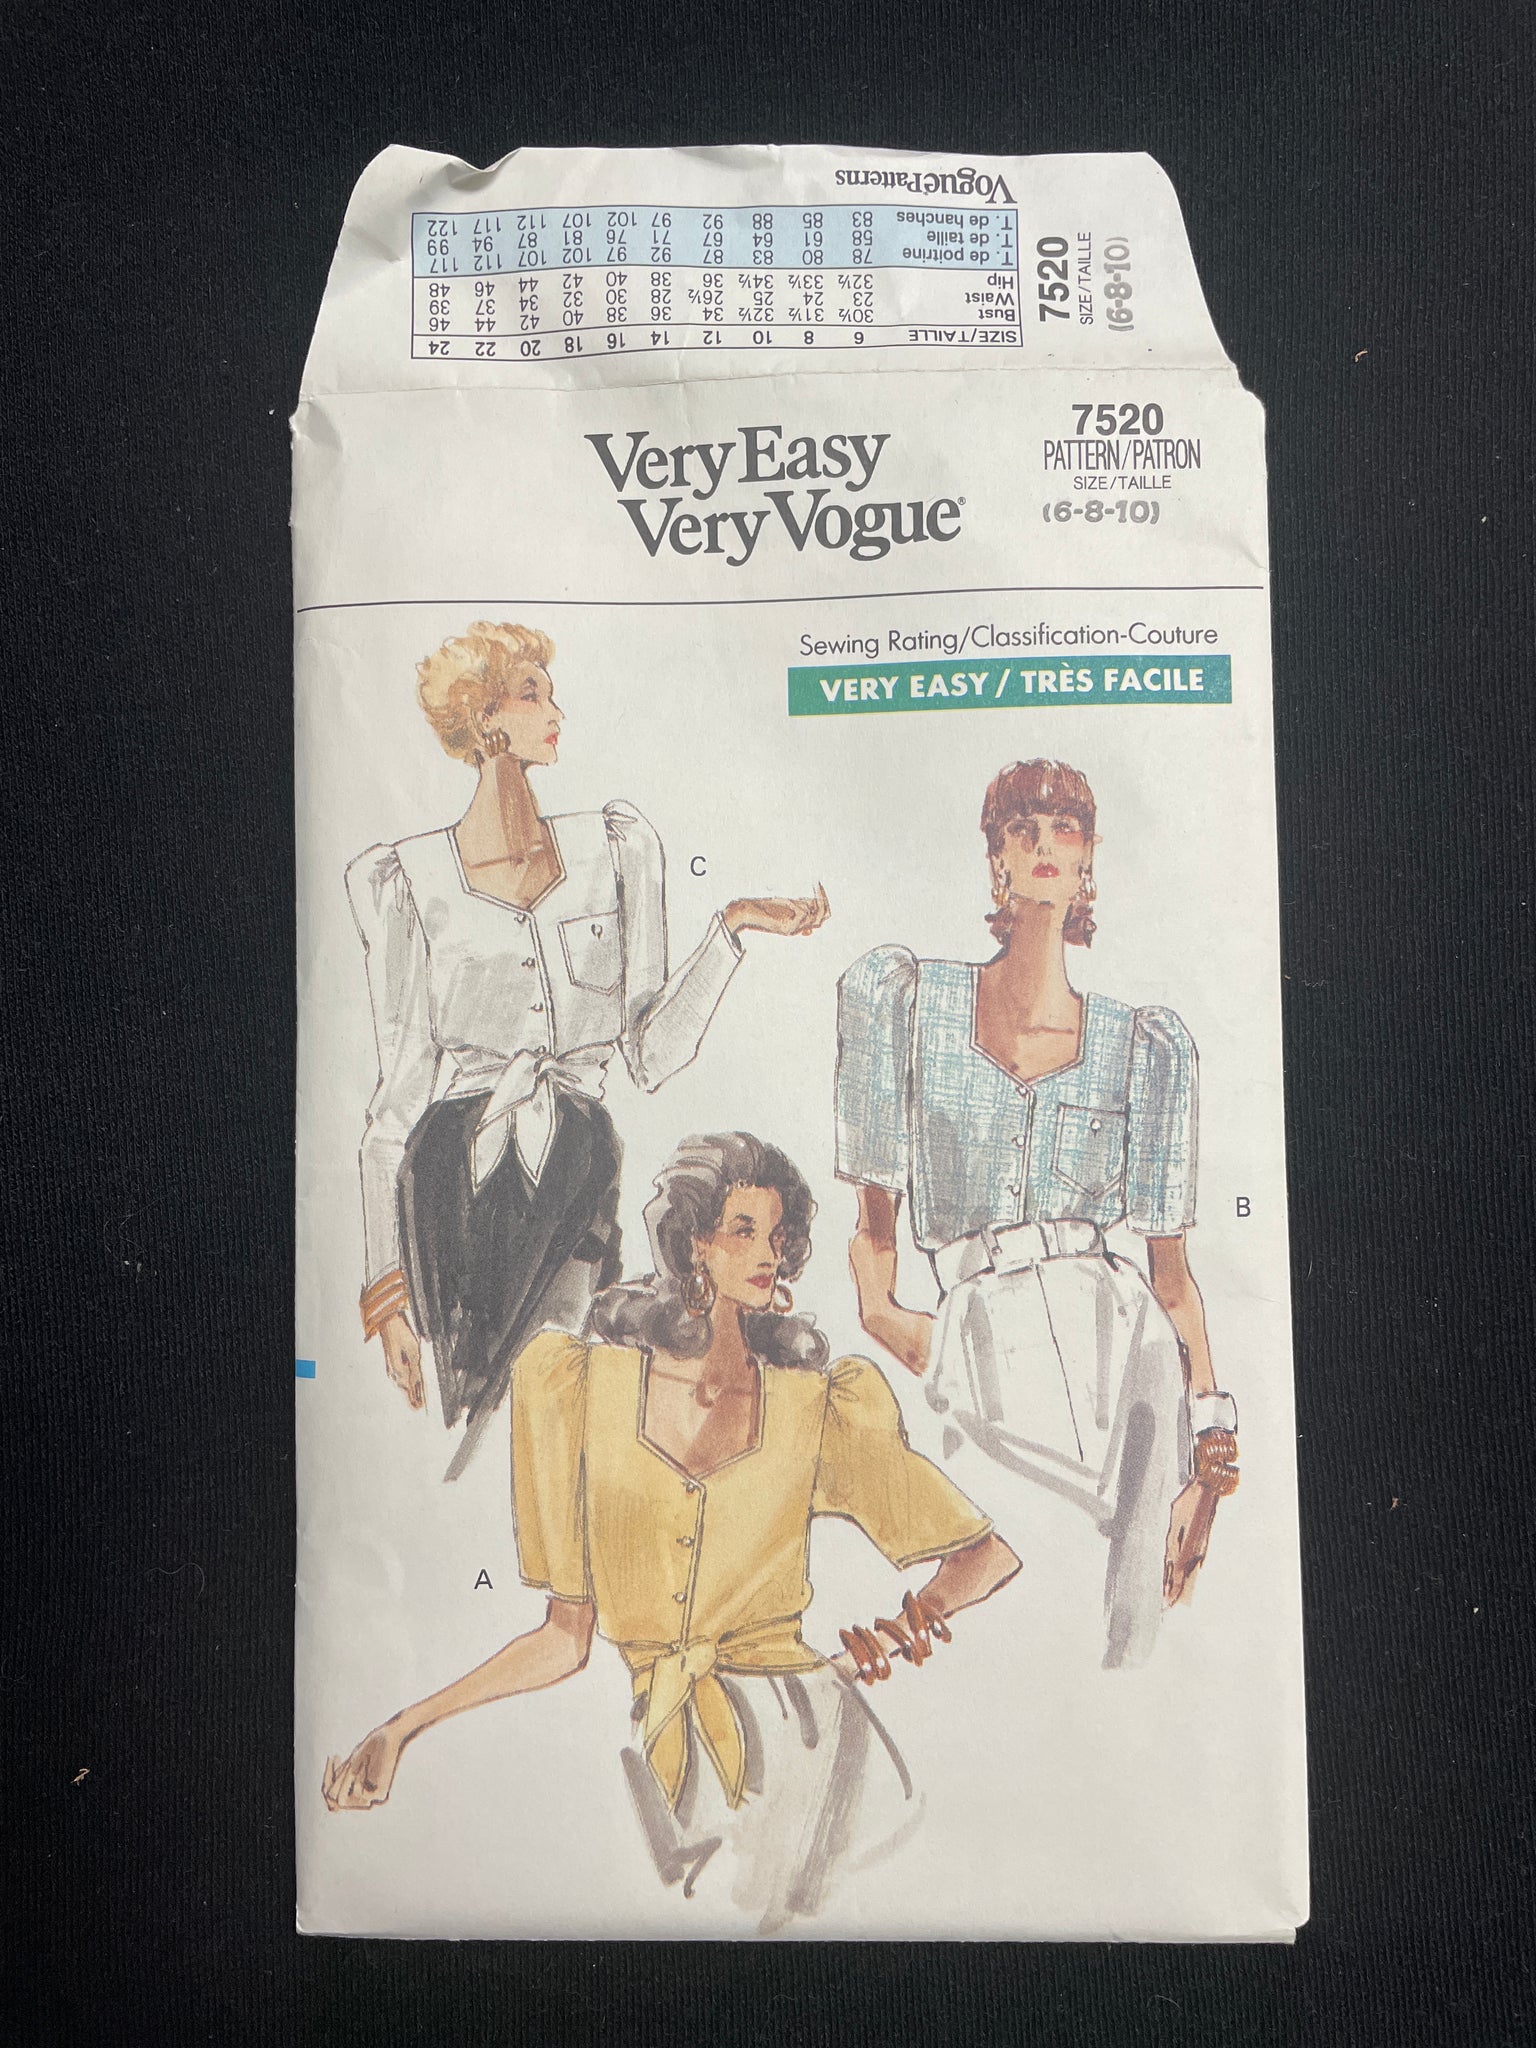 VoguePatterns
SIZE/TAILLE 6 8 10 12 14 16 18 20 22 24
Bust 30½ 31½ 32½ 34 36 38 40 42 44 46
Waist 23 24 25 26½ 28 30 32 34 37 39
Hip 32½ 33½ 34½ 36 38 40 42 44 46 48
T. de poitrine 78 80 83 87 92 97 102 107 112 117
T. de taille 58 61 64 67 71 76 81 87 94 99
T. de hanches 83 85 88 92 97 102 107 112 117 122
7520
SIZE/TAILLE
(6-8-10)
Very Easy
Very Vogue®
7520
PATTERN/PATRON
SIZE/TAILLE
(6-8-10)
Sewing Rating/Classification-Couture
VERY EASY / TRÈS FACILE
C
B
A